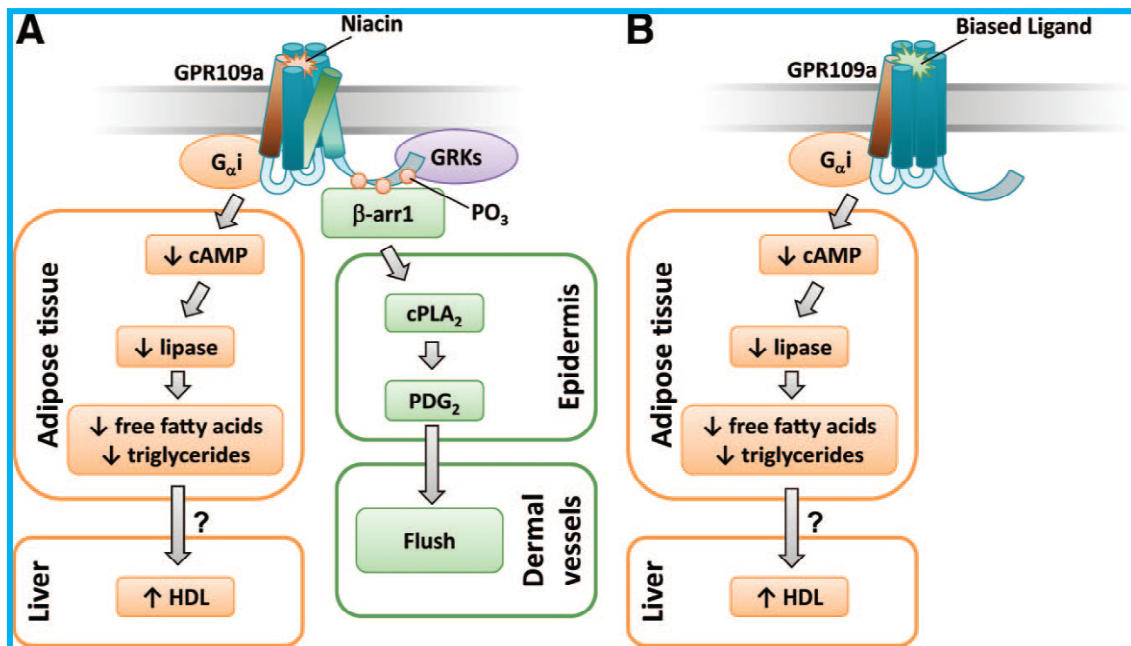 A
Niacin
GPR109a
Gαi
GRKs
β-arr1
PO3
Adipose tissue
↓ cAMP
↓ lipase
↓ free fatty acids
↓ triglycerides
?
Liver
↑ HDL
Epidermis
cPLA2
PDG2
Dermal
vessels
Flush
B
Biased Ligand
GPR109a
Gαi
Adipose tissue
↓ cAMP
↓ lipase
↓ free fatty acids
↓ triglycerides
?
Liver
↑ HDL